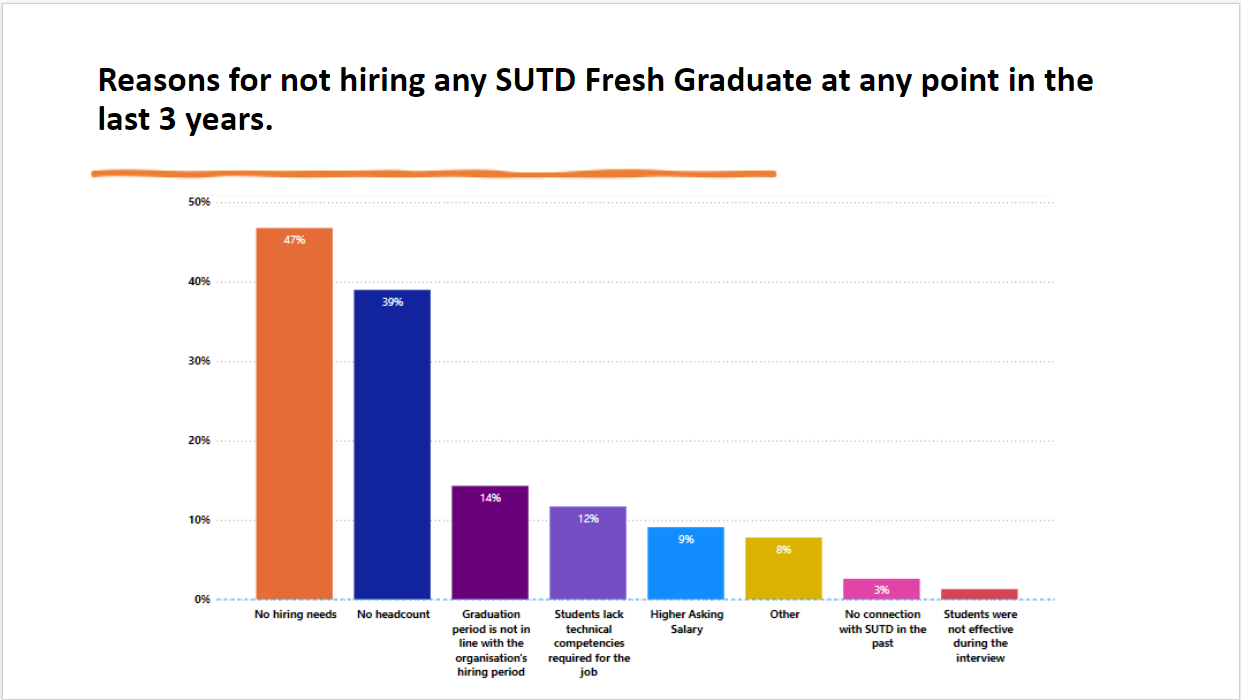 Reasons for not hiring any SUTD Fresh Graduate at any point in the
last 3 years.
50%
47%
40%
39%
30%
20%
14%
12%
10%
9%
8%
3%
0%
No hiring needs
No headcount
Graduation
period is not in
line with the
organisation's
hiring period
Students lack
technical
competencies
required for the
job
Higher Asking
Salary
Other
No connection
with SUTD in the
past
Students were
not effective
during the
interview